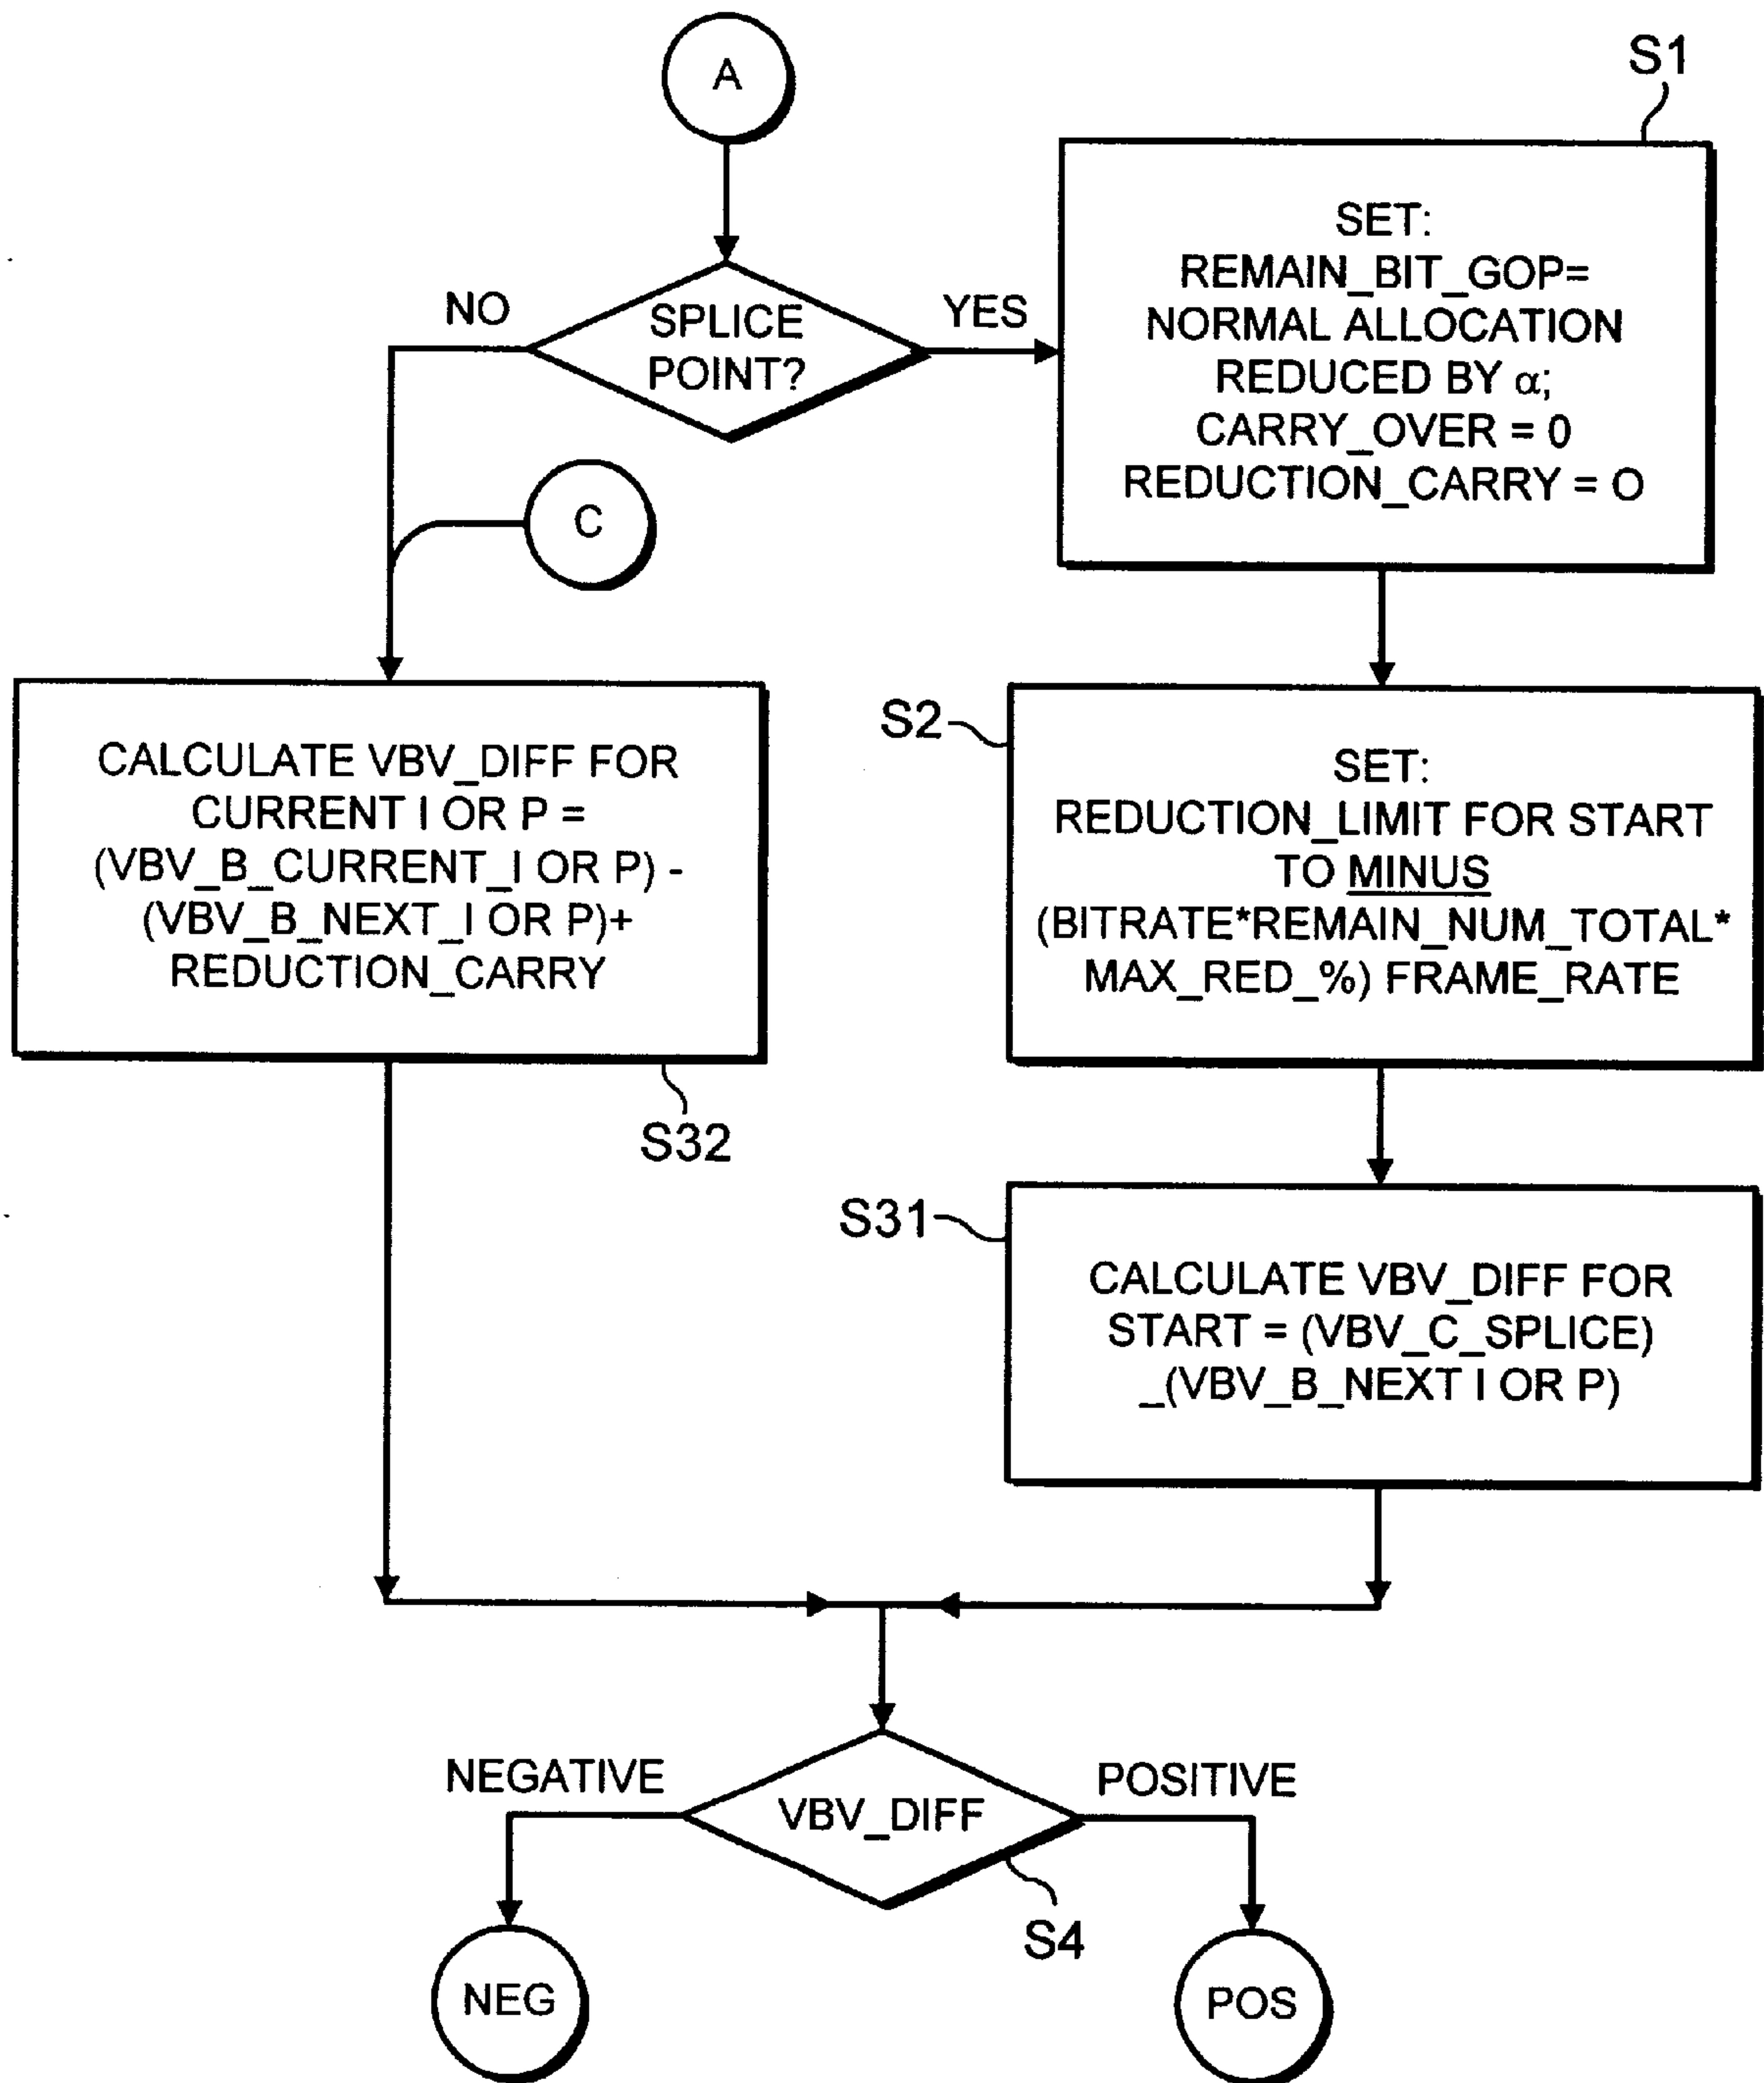 A
S1
SPLICE
POINT?
NO
YES
SET:
REMAIN_BIT_GOP=
NORMAL ALLOCATION
REDUCED BY α;
CARRY_OVER = 0
REDUCTION_CARRY = O
C
S2
SET:
REDUCTION_LIMIT FOR START
TO MINUS
(BITRATE*REMAIN_NUM_TOTAL*
MAX_RED_%) FRAME_RATE
CALCULATE VBV_DIFF FOR
CURRENT I OR P =
(VBV_B_CURRENT_I OR P) -
(VBV_B_NEXT_I OR P)+
REDUCTION_CARRY
S32
S31
CALCULATE VBV_DIFF FOR
START = (VBV_C_SPLICE)
_(VBV_B_NEXT I OR P)
NEGATIVE
POSITIVE
VBV_DIFF
S4
NEG
POS